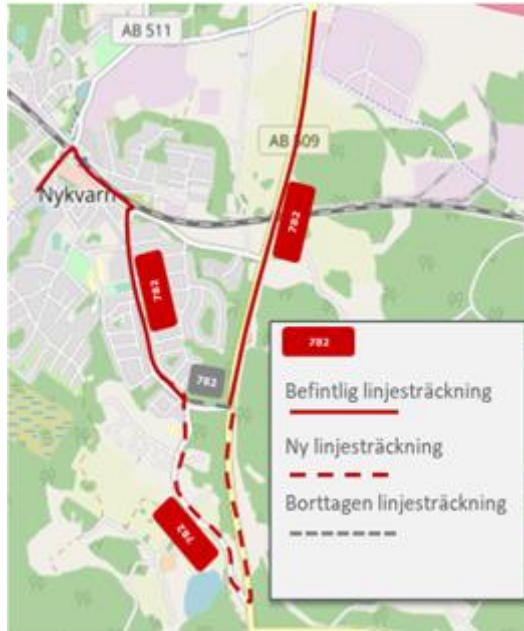 AB 511
AB 509
Nykvarn
782
782
782
782
782
Befintlig linjesträckning
Ny linjesträckning
Borttagen linjesträckning